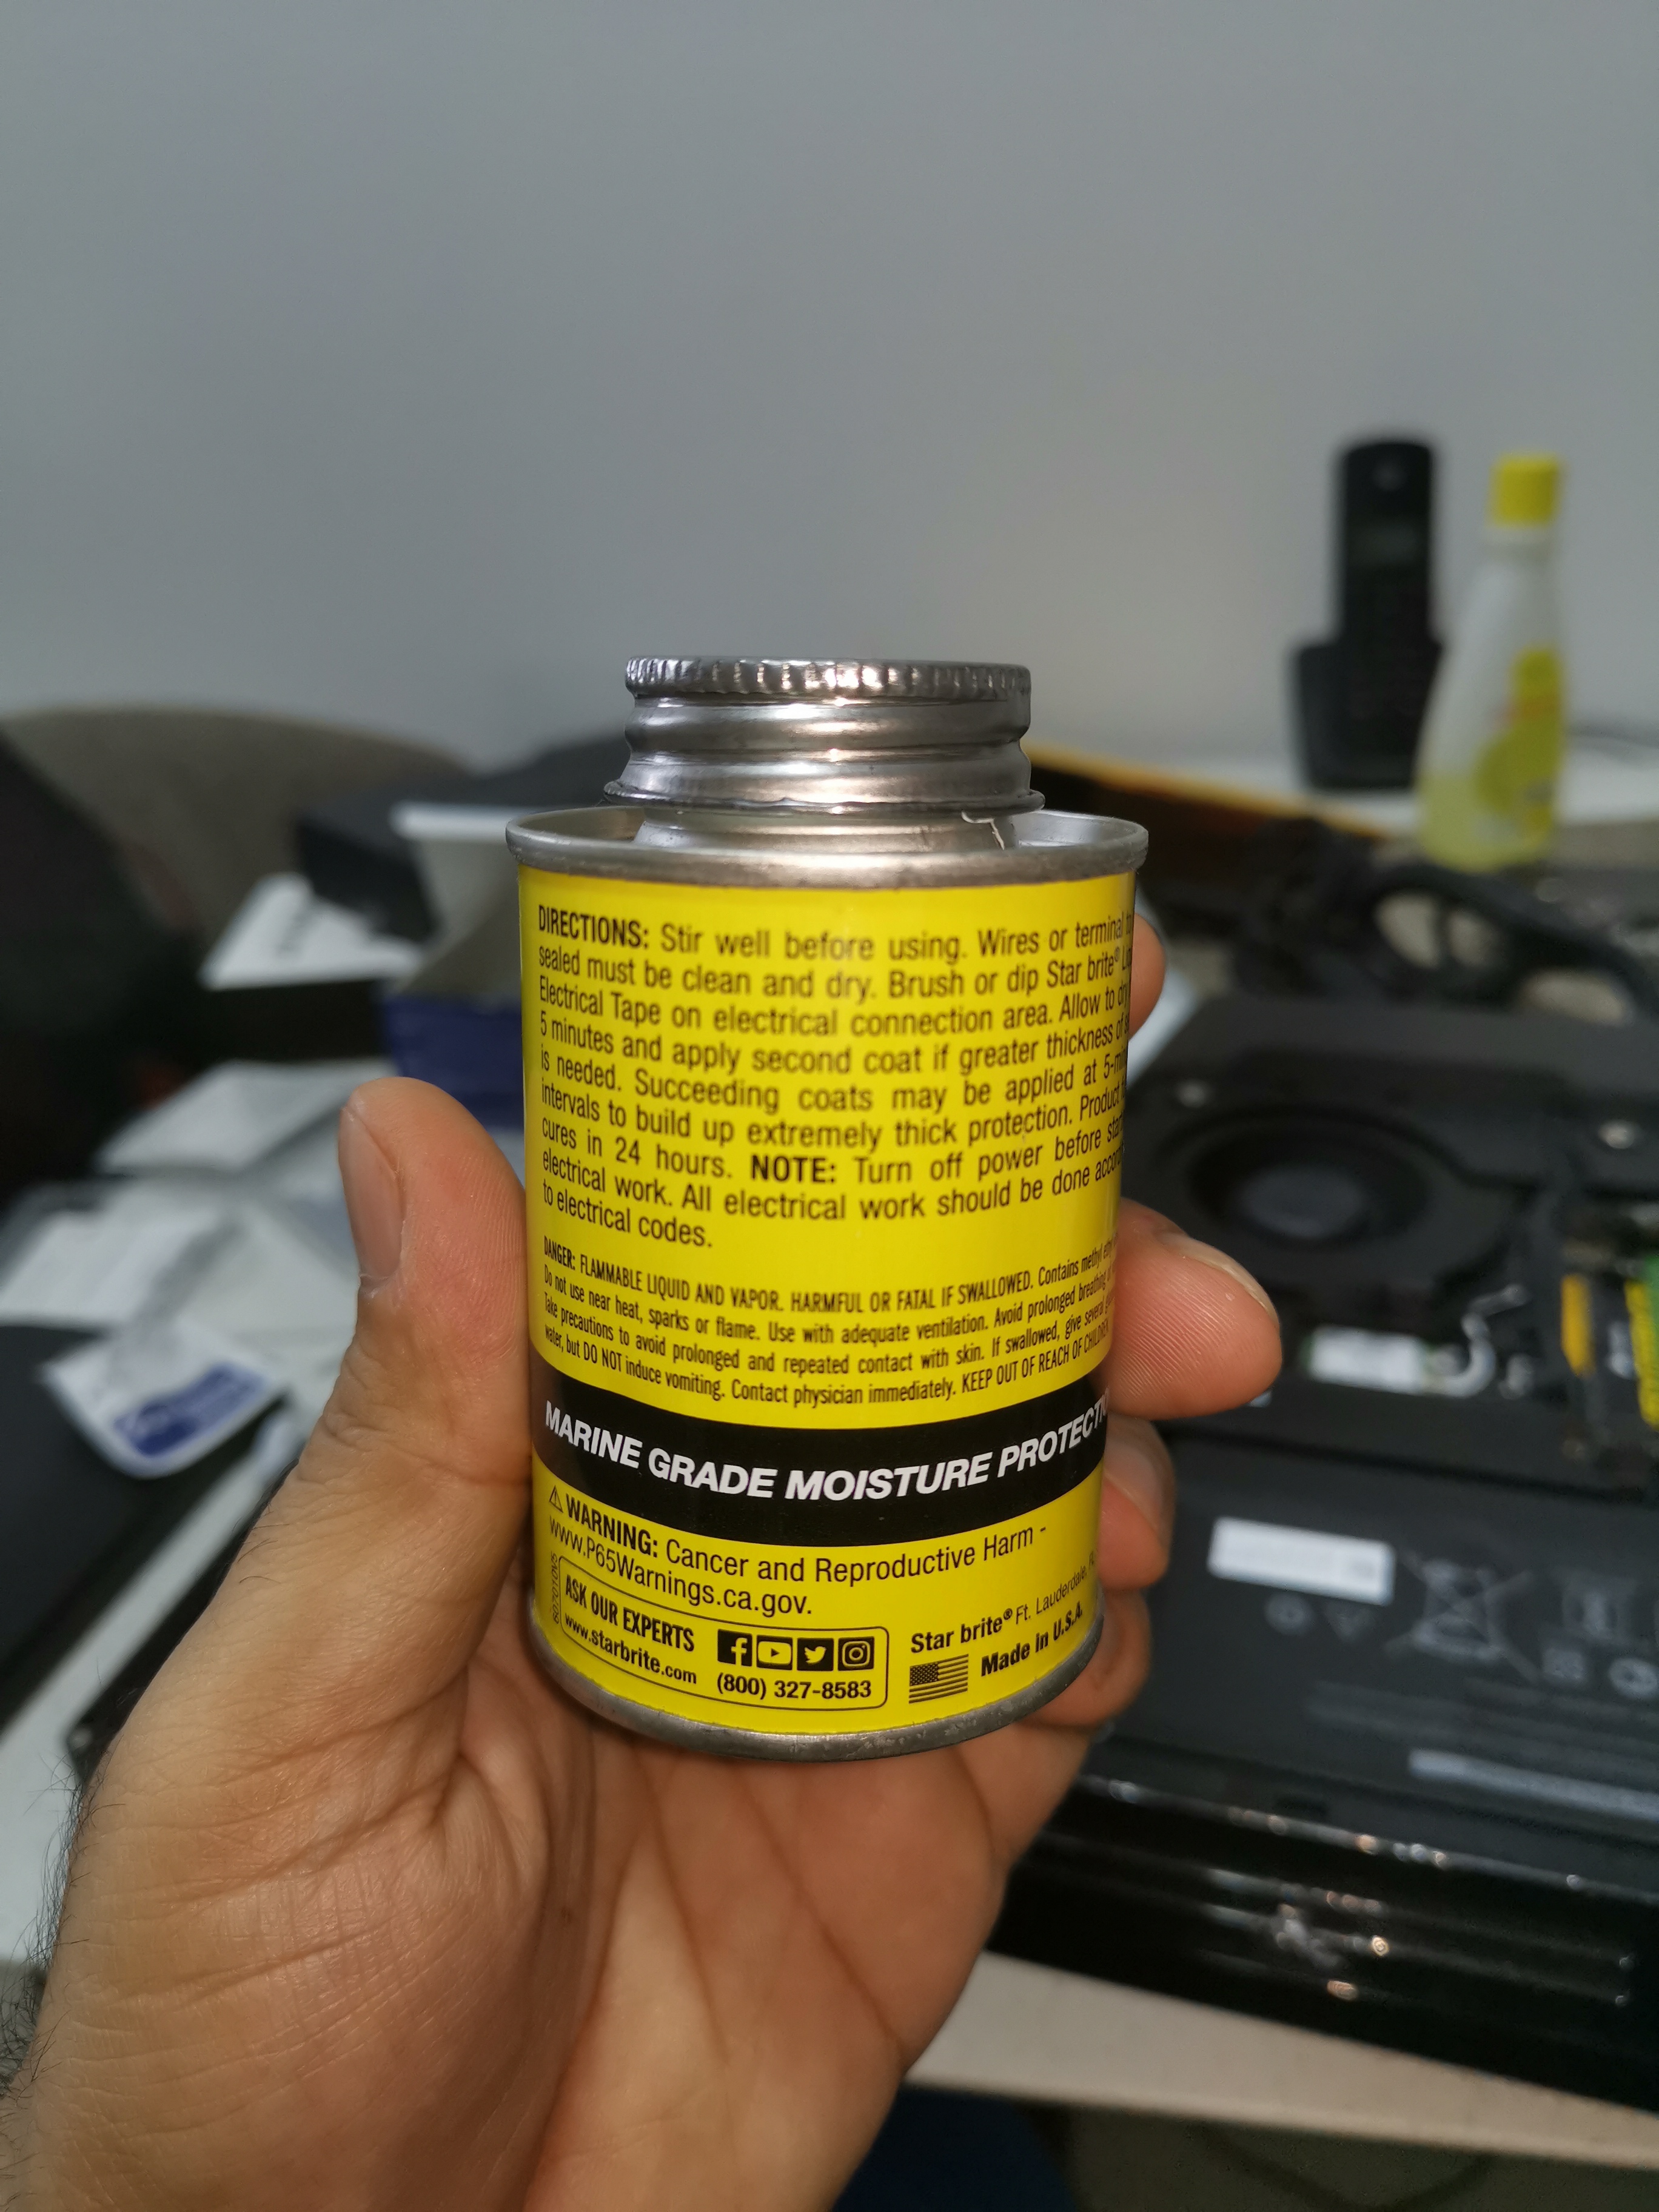 DIRECTIONS: Stir well before using. Wires or terminal
sealed must be clean and dry. Brush or dip Star brite®
Electrical Tape on electrical connection area. Allow to dry
5 minutes and apply second coat if greater thickness of
is needed. Succeeding coats may be applied at
intervals to build up extremely thick protection. Product
cures in 24 hours. NOTE: Turn off power before
electrical work. All electrical work should be done
to electrical codes.
DANGER: FLAMMABLE LIQUID AND VAPOR. HARMFUL OR FATAL IF SWALLOWED. Contains methyl
Do not use near heat, sparks or flame. Use with adequate ventilation. Avoid prolonged breathing
Take precautions to avoid prolonged and repeated contact with skin. If swallowed, give several
water, but DO NOT induce vomiting. Contact physician immediately. KEEP OUT OF REACH OF CHILDREN
MARINE GRADE MOISTURE
⚠ WARNING: Cancer and Reproductive Harm -
www.P65Warnings.ca.gov.
ASK OUR EXPERTS
www.starbrite.com
(800) 327-8583
Star brite® Ft. Lauderdale,
Made in U.S.A.